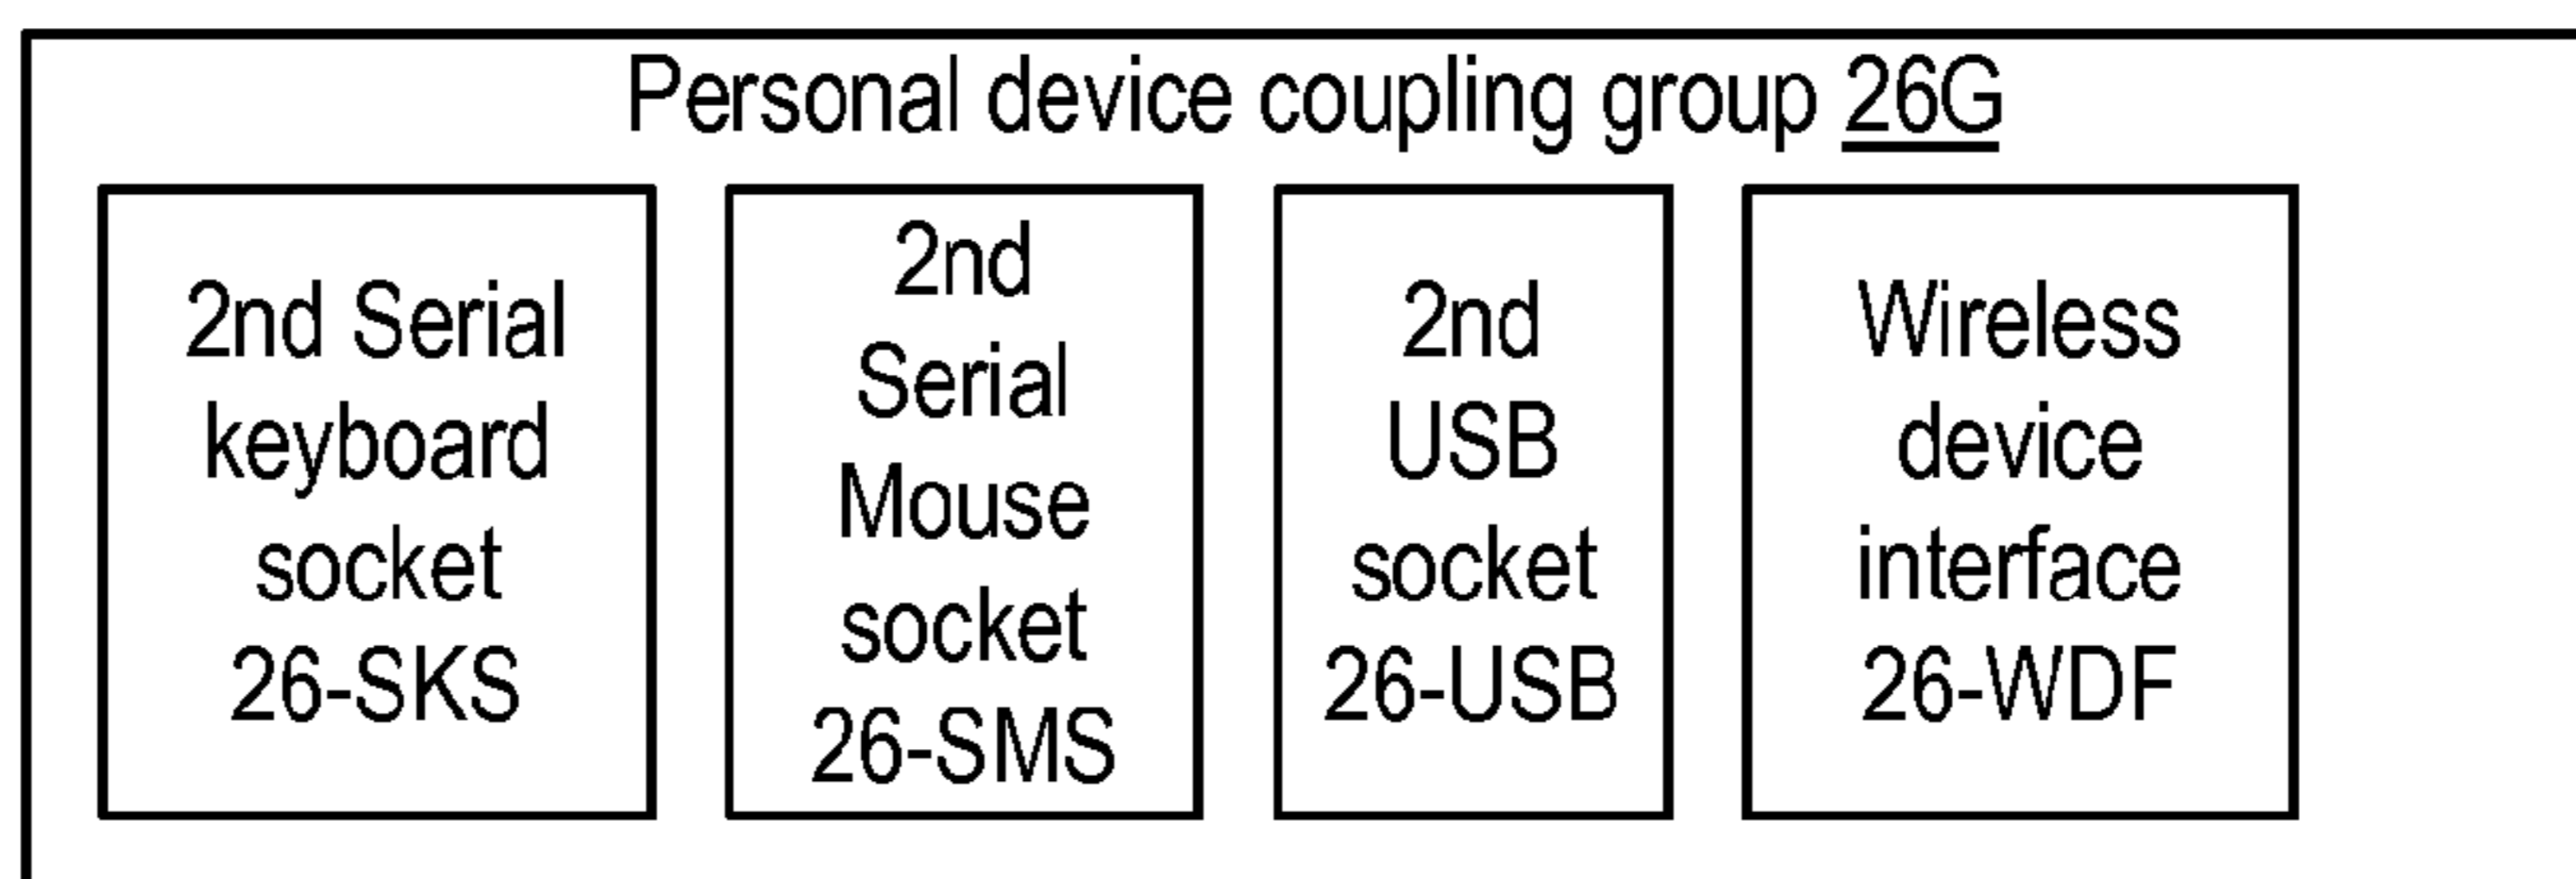 Personal device coupling group 26G
2nd Serial
keyboard
socket
26-SKS
2nd
Serial
Mouse
socket
26-SMS
2nd
USB
socket
26-USB
Wireless
device
interface
26-WDF